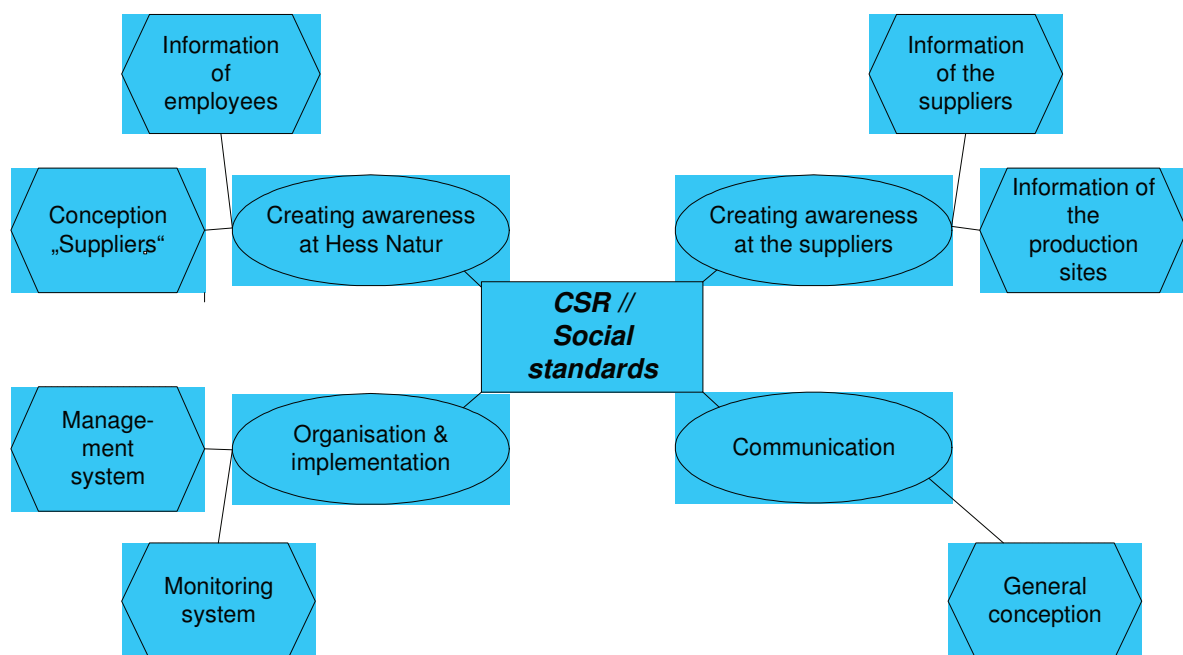 Information
of
employees
Information
of the
suppliers
Conception
„Suppliers“
Creating awareness
at Hess Natur
Creating awareness
at the suppliers
Information of
the
production
sites
CSR //
Social
standards
Manage-
ment
system
Organisation &
implementation
Communication
Monitoring
system
General
conception